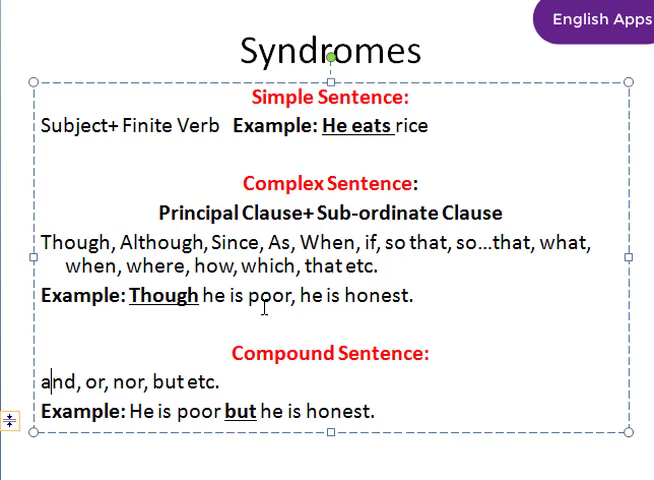 English Apps
Syndromes
Simple Sentence:
Subject+ Finite Verb Example: He eats rice
Complex Sentence:
Principal Clause+ Sub-ordinate Clause
Though, Although, Since, As, When, if, so that, so...that, what,
when, where, how, which, that etc.
Example: Though he is poor, he is honest.
Compound Sentence:
and, or, nor, but etc.
Example: He is poor but he is honest.